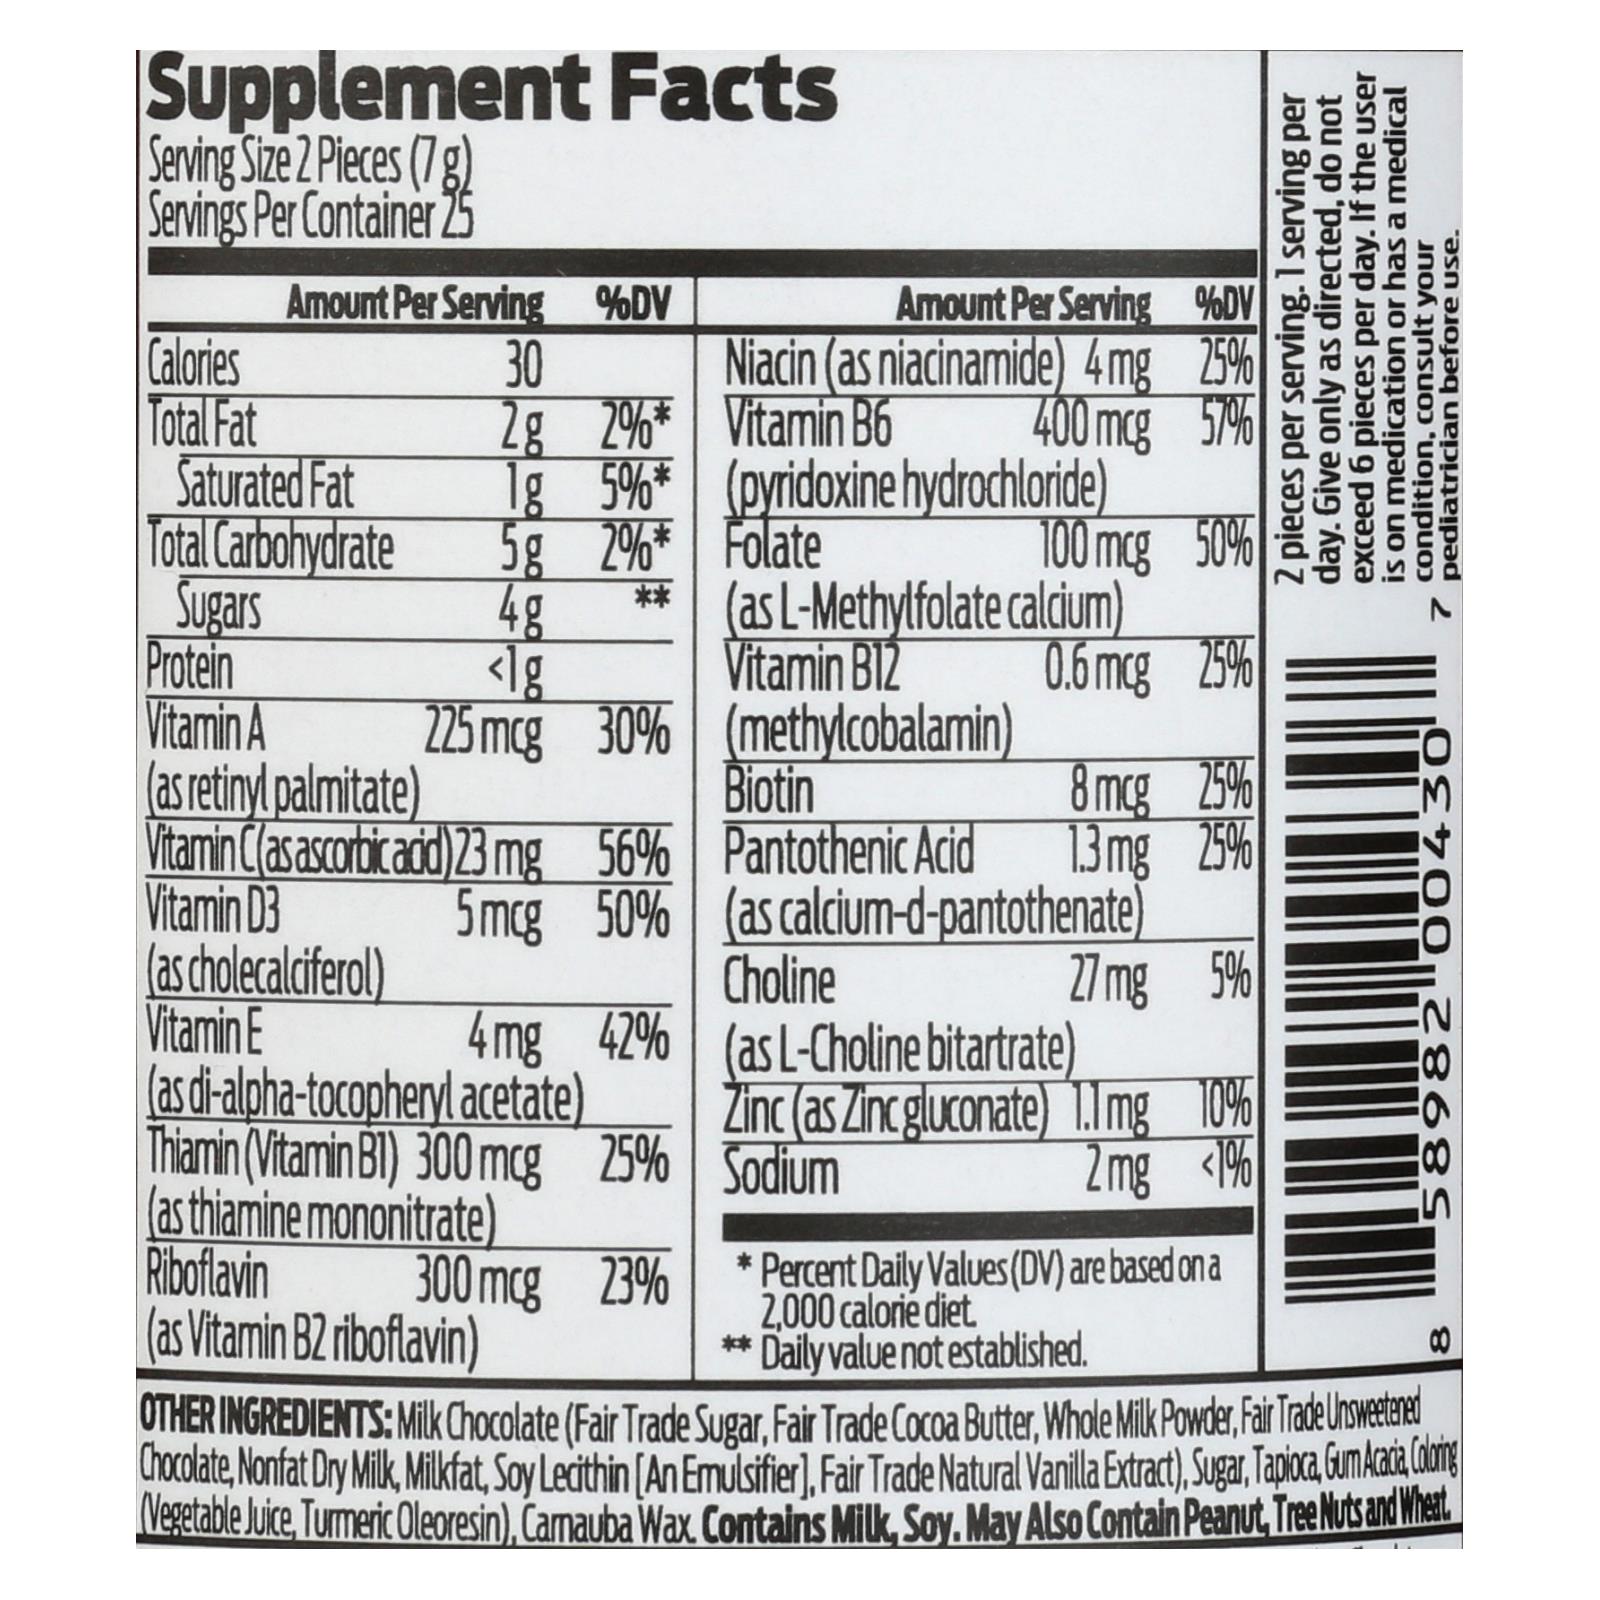 Supplement Facts
Serving Size 2 Pieces (7 g)
Servings Per Container 25
Amount Per Serving %DV
Calories 30
Total Fat 2 g 2%*
Saturated Fat 1 g 5%*
Total Carbohydrate 5 g 2%*
Sugars 4 g **
Protein <1 g
Vitamin A 225 mcg 30%
(as retinyl palmitate)
Vitamin C (as ascorbic acid) 23 mg 56%
Vitamin D3 5 mcg 50%
(as cholecalciferol)
Vitamin E 4 mg 42%
(as di-alpha-tocopheryl acetate)
Thiamin (Vitamin B1) 300 mcg 25%
(as thiamine mononitrate)
Riboflavin 300 mcg 23%
(as Vitamin B2 riboflavin)
Amount Per Serving %DV
Niacin (as niacinamide) 4 mg 25%
Vitamin B6 400 mcg 57%
(pyridoxine hydrochloride)
Folate 100 mcg 50%
(as L-Methylfolate calcium)
Vitamin B12 0.6 mcg 25%
(methylcobalamin)
Biotin 8 mcg 25%
Pantothenic Acid 1.3 mg 25%
(as calcium-d-pantothenate)
Choline 27 mg 5%
(as L-Choline bitartrate)
Zinc (as Zinc gluconate) 1.1 mg 10%
Sodium 2 mg <1%
* Percent Daily Values (DV) are based on a
2,000 calorie diet.
** Daily value not established.
2 pieces per serving. 1 serving per
day. Give only as directed, do not
exceed 6 pieces per day. If the user
is on medication or has a medical
condition, consult your
pediatrician before use.
8 58982 00430 7
OTHER INGREDIENTS: Milk Chocolate (Fair Trade Sugar, Fair Trade Cocoa Butter, Whole Milk Powder, Fair Trade Unsweetened
Chocolate, Nonfat Dry Milk, Milkfat, Soy Lecithin [An Emulsifier], Fair Trade Natural Vanilla Extract), Sugar, Tapioca, Gum Acacia, Coloring
(Vegetable Juice, Turmeric Oleoresin), Carnauba Wax. Contains Milk, Soy. May Also Contain Peanut, Tree Nuts and Wheat.